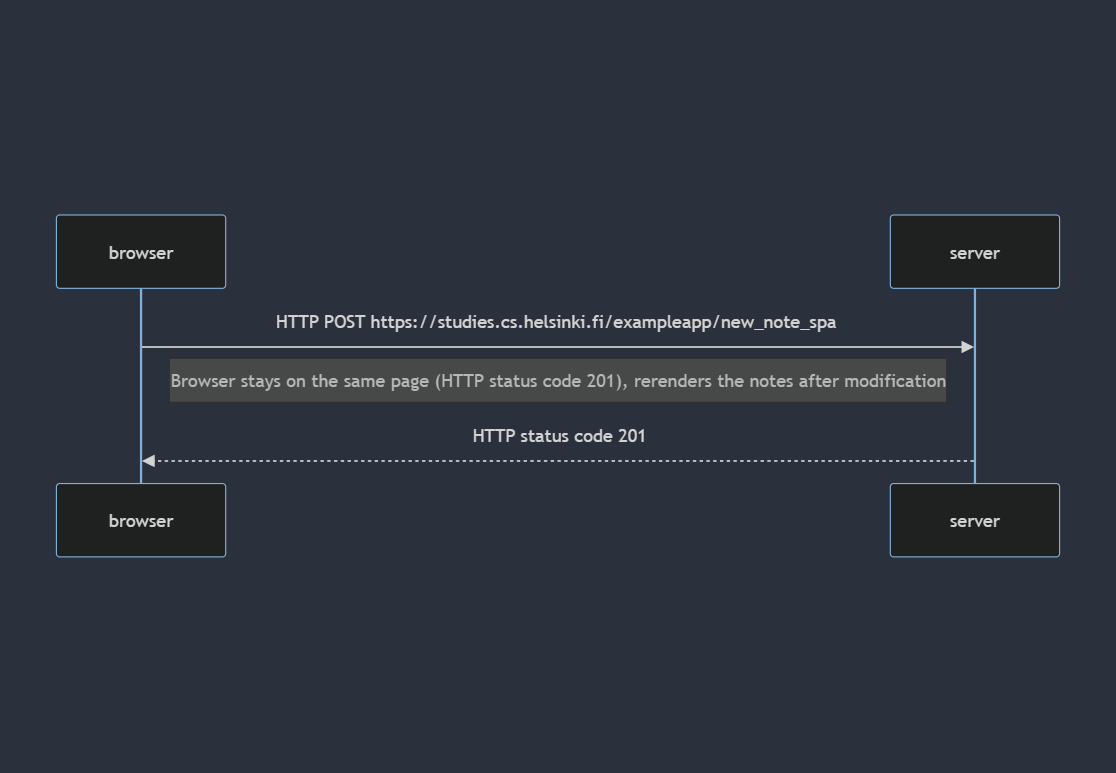 browser
server
HTTP POST https://studies.cs.helsinki.fi/exampleapp/new_note_spa
Browser stays on the same page (HTTP status code 201), rerenders the notes after modification
HTTP status code 201
browser
server